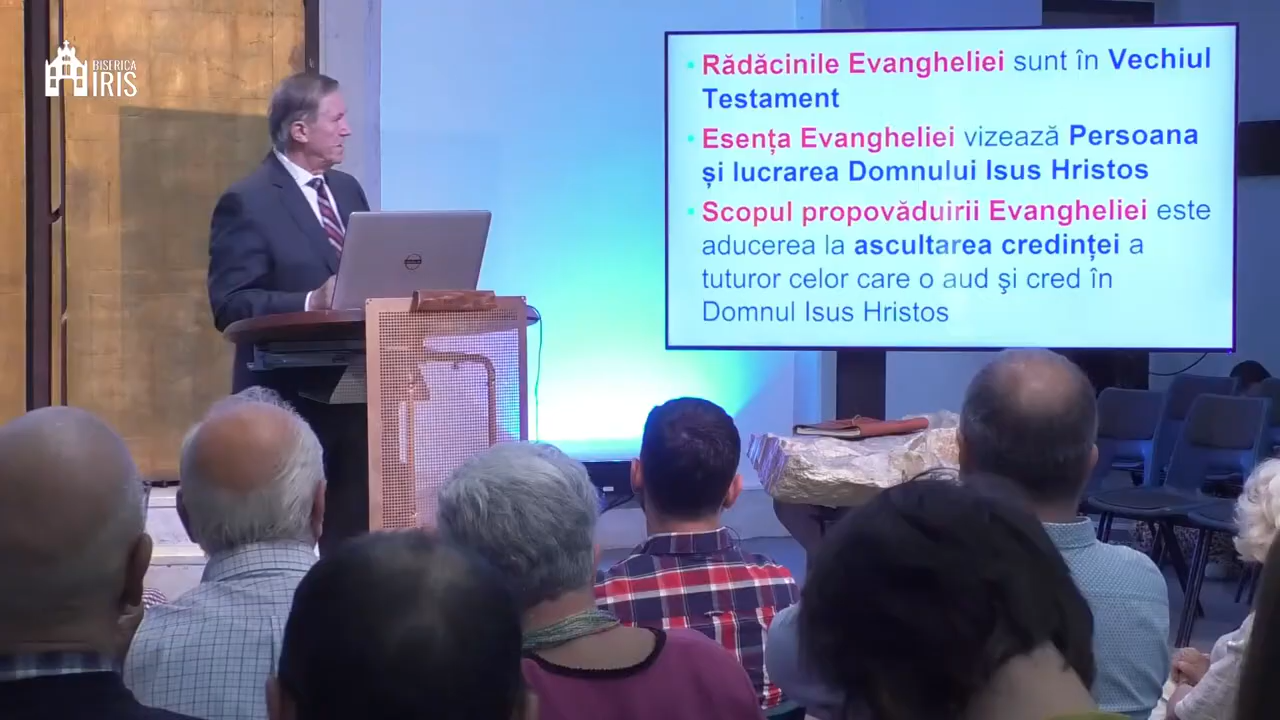 BISERICA
IRIS
Rădăcinile Evangheliei sunt în Vechiul
Testament
Esența Evangheliei vizează Persoana
și lucrarea Domnului Isus Hristos
Scopul propovăduirii Evangheliei este
aducerea la ascultarea credinței a
tuturor celor care o aud şi cred în
Domnul Isus Hristos